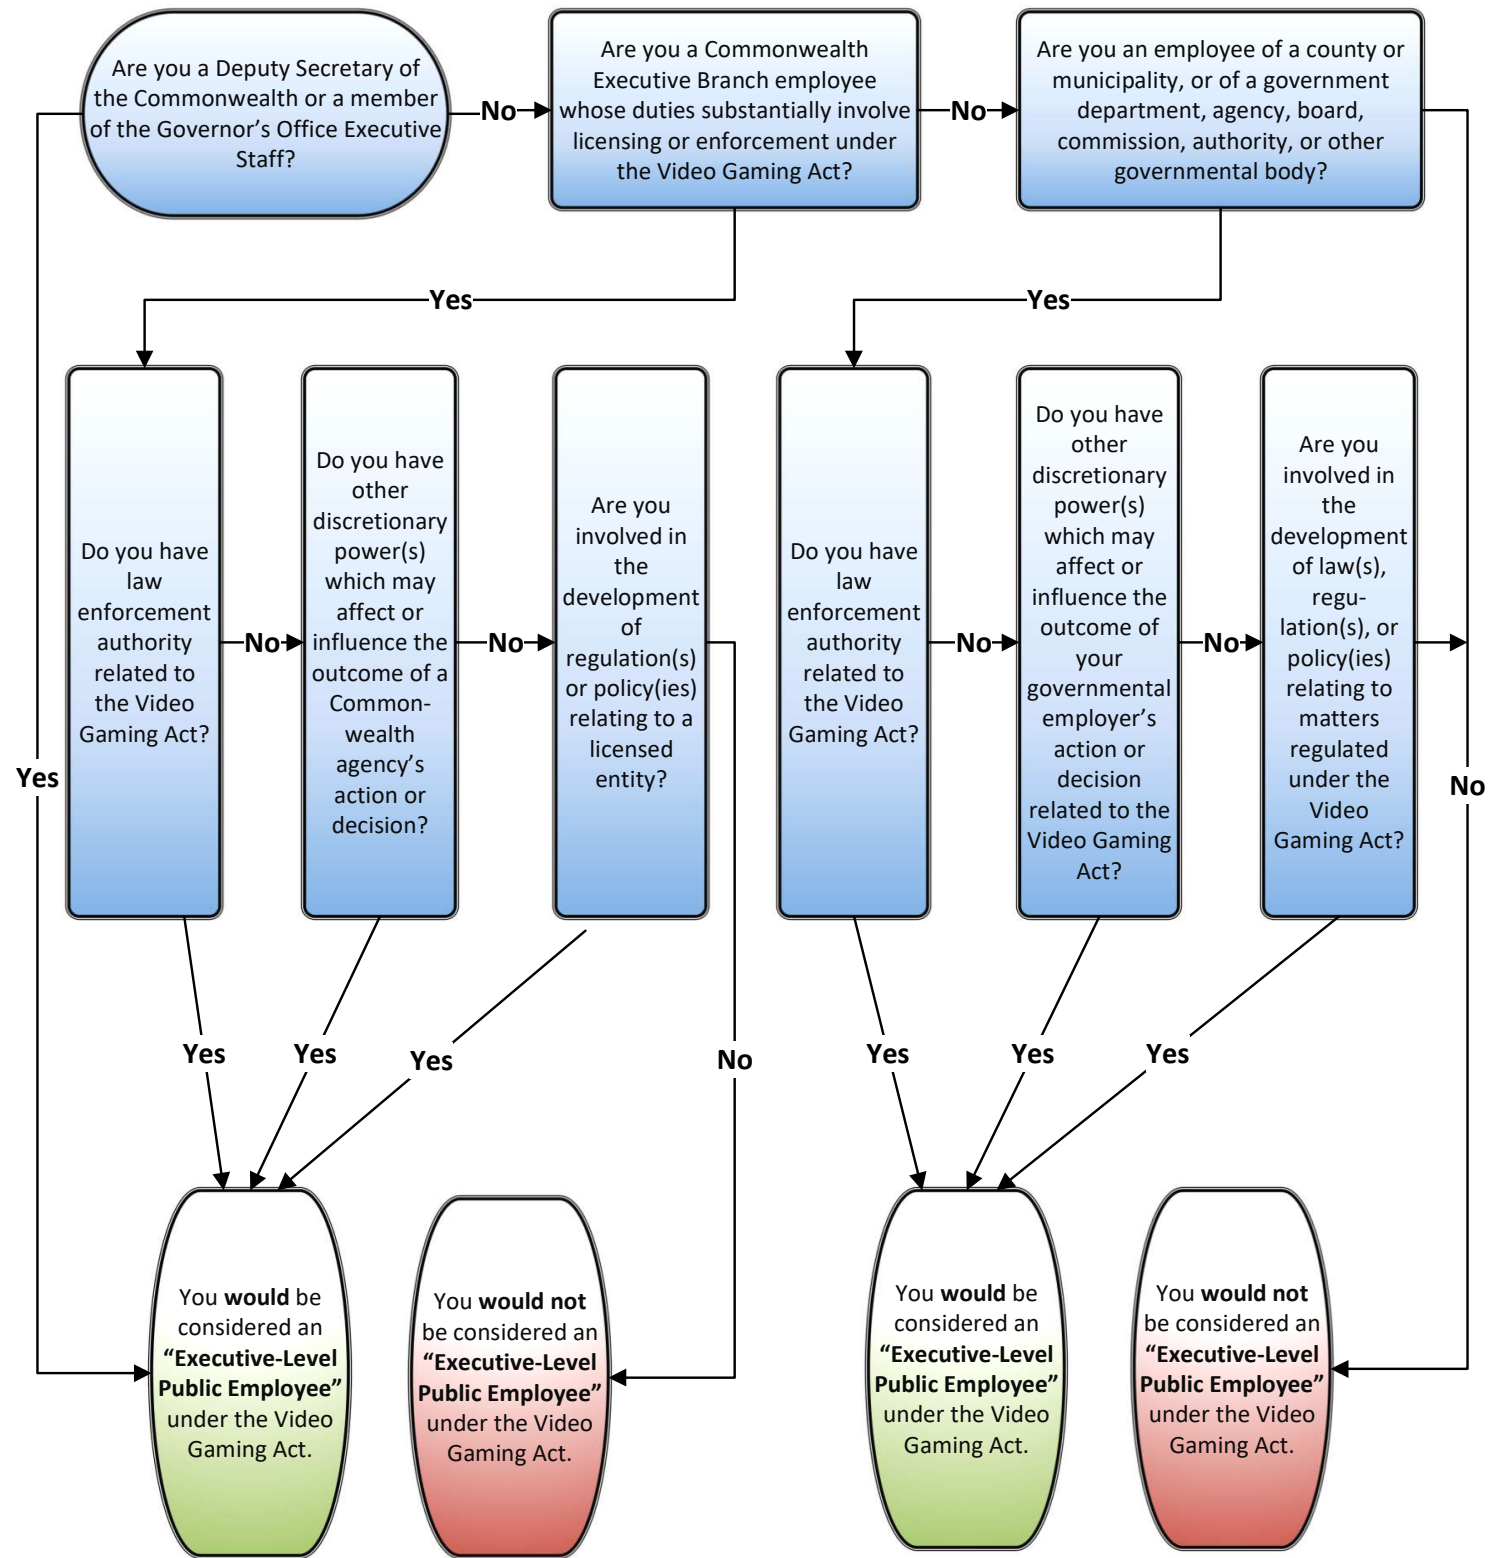 Are you a Deputy Secretary of
the Commonwealth or a member
of the Governor’s Office Executive
Staff?
No
Are you a Commonwealth
Executive Branch employee
whose duties substantially involve
licensing or enforcement under
the Video Gaming Act?
No
Are you an employee of a county or
municipality, or of a government
department, agency, board,
commission, authority, or other
governmental body?
Yes
Yes
Do you have
law
enforcement
authority
related to
the Video
Gaming Act?
No
Do you have
other
discretionary
power(s)
which may
affect or
influence the
outcome of a
Common-
wealth
agency’s
action or
decision?
No
Are you
involved in
the
development
of
regulation(s)
or policy(ies)
relating to a
licensed
entity?
Do you have
law
enforcement
authority
related to
the Video
Gaming Act?
No
Do you have
other
discretionary
power(s)
which may
affect or
influence the
outcome of
your
governmental
employer’s
action or
decision
related to the
Video Gaming
Act?
No
Are you
involved in
the
development
of law(s),
regu-
lation(s), or
policy(ies)
relating to
matters
regulated
under the
Video
Gaming Act?
Yes
No
Yes
Yes
Yes
No
Yes
Yes
Yes
You would be
considered an
“Executive-Level
Public Employee”
under the Video
Gaming Act.
You would not
be considered an
“Executive-Level
Public Employee”
under the Video
Gaming Act.
You would be
considered an
“Executive-Level
Public Employee”
under the Video
Gaming Act.
You would not
be considered an
“Executive-Level
Public Employee”
under the Video
Gaming Act.